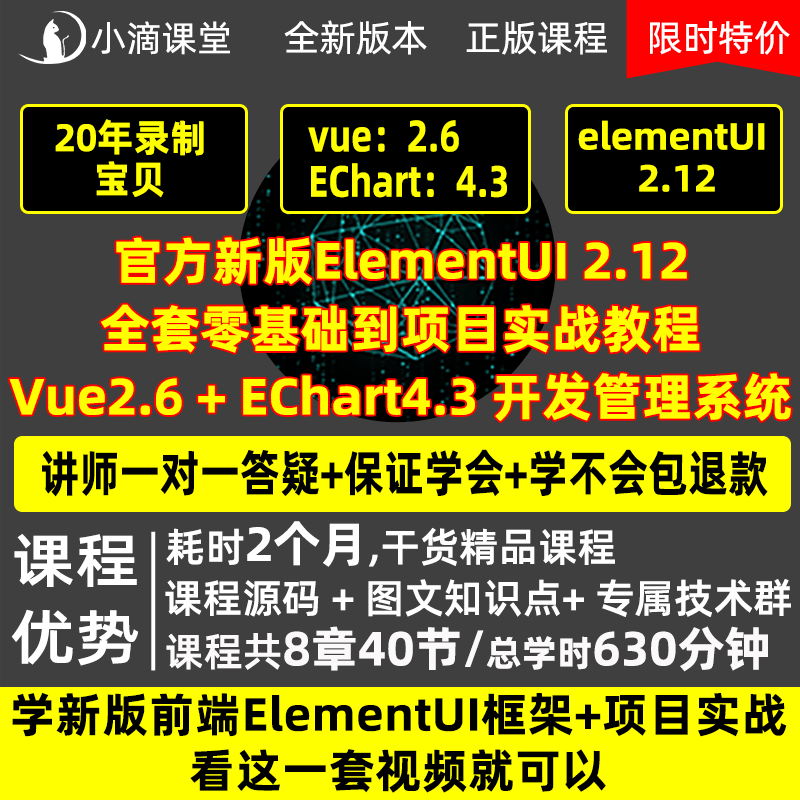 小滴课堂 全新版本 正版课程 限时特价
20年录制
宝贝
vue：2.6
EChart：4.3
elementUI
2.12
官方新版ElementUI 2.12
全套零基础到项目实战教程
Vue2.6 + EChart4.3 开发管理系统
讲师一对一答疑+保证学会+学不会包退款
课程
优势
耗时2个月,干货精品课程
课程源码 + 图文知识点+ 专属技术群
课程共8章40节/总学时630分钟
学新版前端ElementUI框架+项目实战
看这一套视频就可以